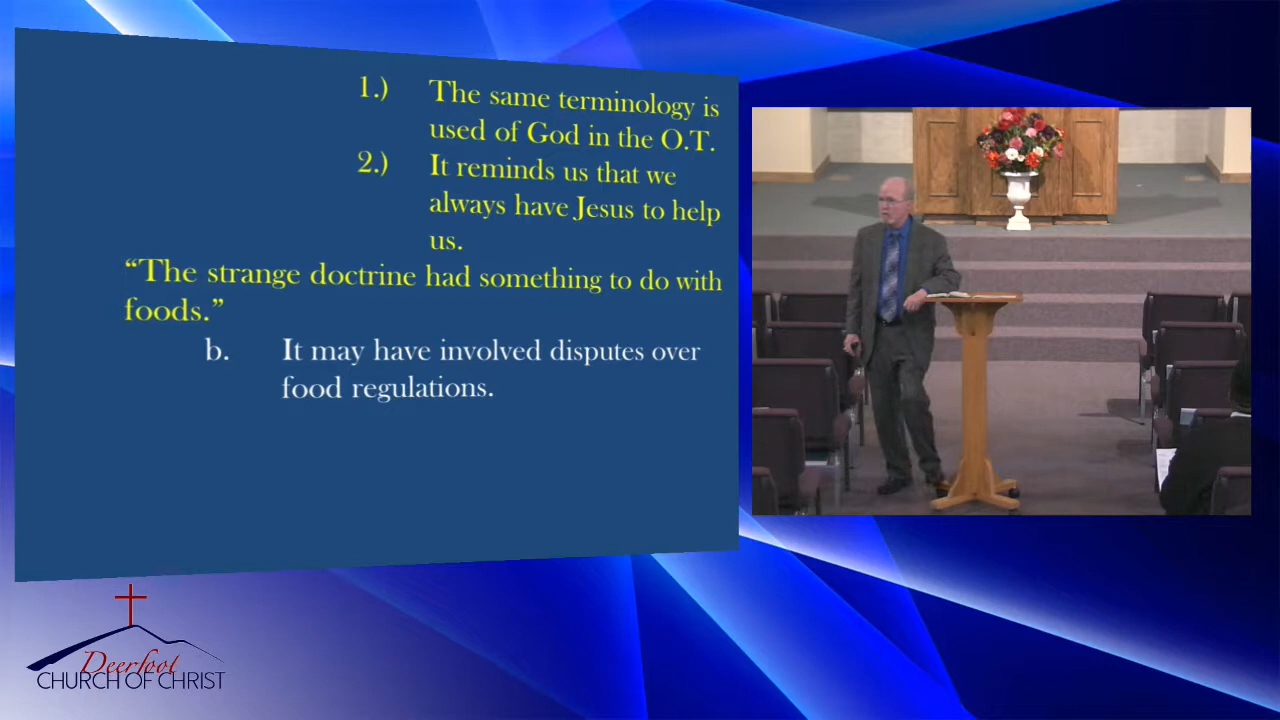 1.) The same terminology is
used of God in the O.T.
2.) It reminds us that we
always have Jesus to help
us.
“The strange doctrine had something to do with
foods.”
b. It may have involved disputes over
food regulations.
Deerfoot
CHURCH OF CHRIST